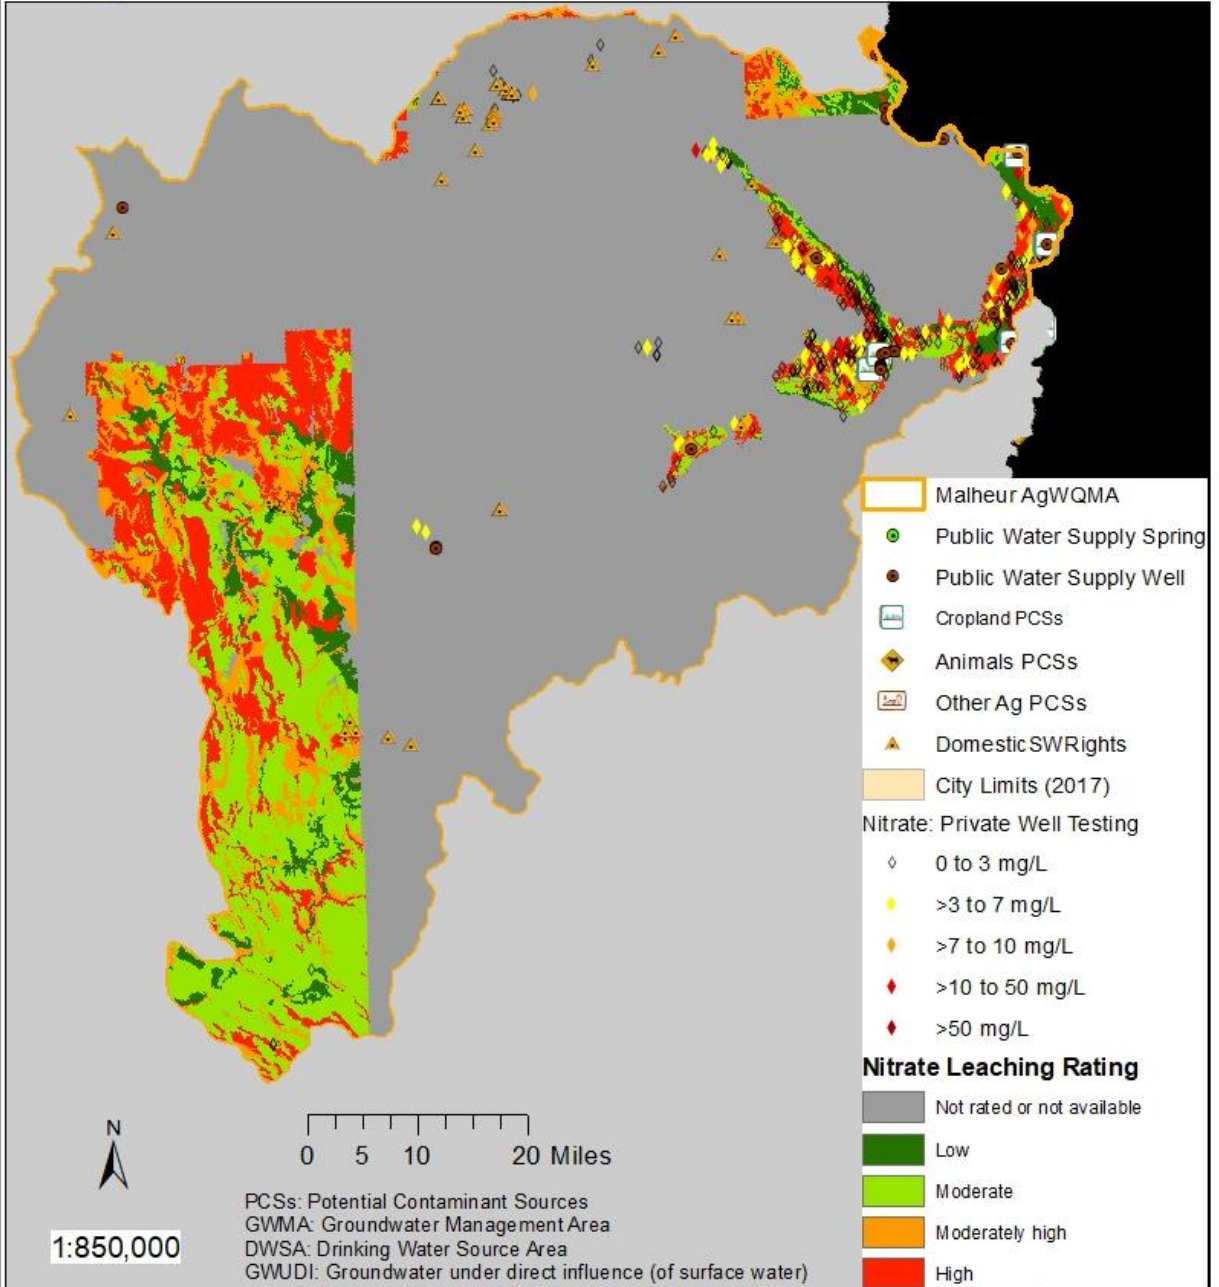 Malheur AgWQMA
Public Water Supply Spring
Public Water Supply Well
Cropland PCSs
Animals PCSs
Other Ag PCSs
DomesticSWRights
City Limits (2017)
Nitrate: Private Well Testing
0 to 3 mg/L
>3 to 7 mg/L
>7 to 10 mg/L
>10 to 50 mg/L
>50 mg/L
Nitrate Leaching Rating
Not rated or not available
Low
Moderate
Moderately high
High
N
0 5 10 20 Miles
1:850,000
PCSs: Potential Contaminant Sources
GWMA: Groundwater Management Area
DWSA: Drinking Water Source Area
GWUDI: Groundwater under direct influence (of surface water)